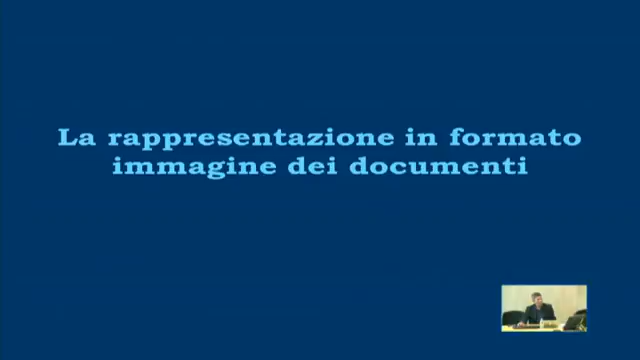 La rappresentazione in formato
immagine dei documenti